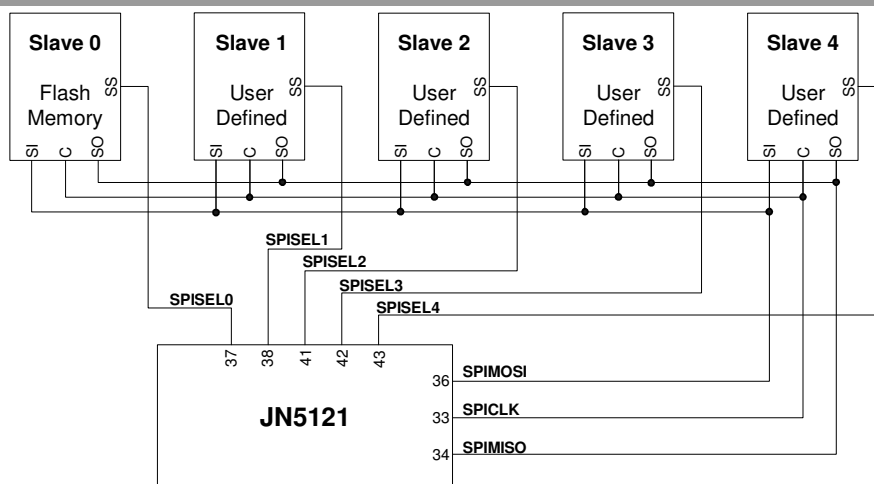 Slave 0
Slave 1
Slave 2
Slave 3
Slave 4
Flash
Memory
SS
User
Defined
SS
User
Defined
SS
User
Defined
SS
User
Defined
SS
SI
C
SO
SI
C
SO
SI
C
SO
SI
C
SO
SI
C
SO
SPISEL1
SPISEL2
SPISEL3
SPISEL0
SPISEL4
37
38
41
42
43
36
SPIMOSI
JN5121
33
SPICLK
34
SPIMISO